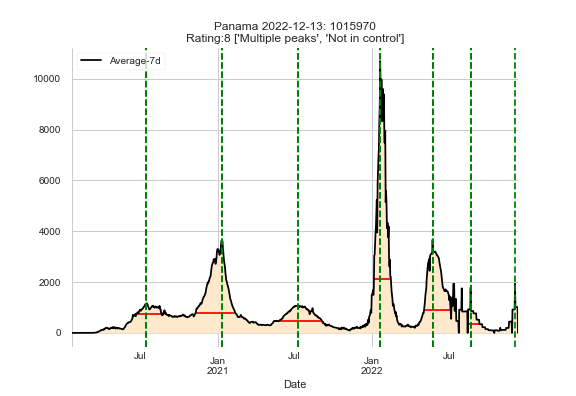 Panama 2022-12-13: 1015970
Rating:8 ['Multiple peaks', 'Not in control']
Average-7d
10000
8000
6000
4000
2000
0
Jul
Jan
2021
Jul
Jan
2022
Jul
Date